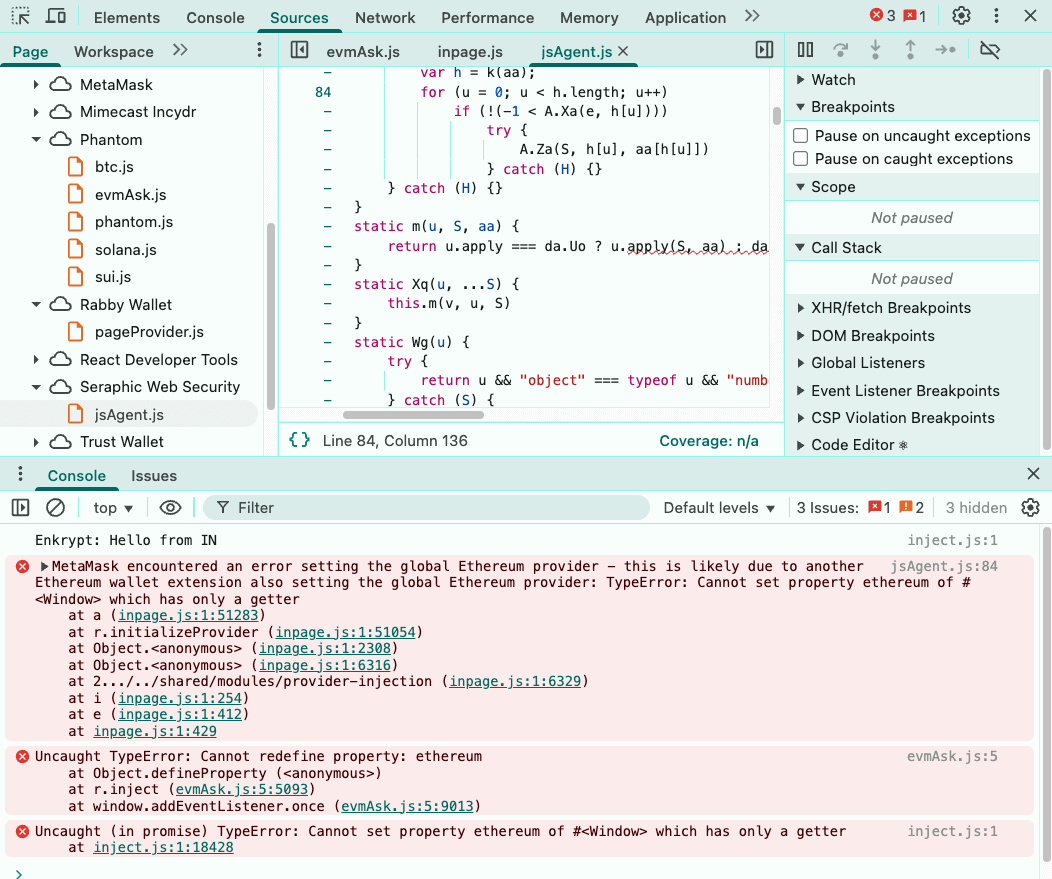 Elements Console Sources Network Performance Memory Application 3 1
Page Workspace
evmAsk.js inpage.js jsAgent.js
MetaMask
Mimecast Incydr
Phantom
btc.js
evmAsk.js
phantom.js
solana.js
sui.js
Rabby Wallet
pageProvider.js
React Developer Tools
Seraphic Web Security
jsAgent.js
Trust Wallet
var h = k(aa);
84 for (u = 0; u < h.length; u++)
– if (!(-1 < A.Xa(e, h[u])))
– try {
– A.Za(S, h[u], aa[h[u]])
– } catch (H) {}
– } catch (H) {}
– }
– static m(u, S, aa) {
– return u.apply === da.Uo ? u.apply(S, aa) : da
– }
– static Xq(u, ...S) {
– this.m(v, u, S)
– }
– static Wg(u) {
– try {
– return u && "object" === typeof u && "numb
– } catch (S) {
{} Line 84, Column 136 Coverage: n/a
Watch
Breakpoints
Pause on uncaught exceptions
Pause on caught exceptions
Scope
Not paused
Call Stack
Not paused
XHR/fetch Breakpoints
DOM Breakpoints
Global Listeners
Event Listener Breakpoints
CSP Violation Breakpoints
Code Editor
Console Issues
top Filter Default levels 3 Issues: 1 2 3 hidden
Enkrypt: Hello from IN inject.js:1
MetaMask encountered an error setting the global Ethereum provider – this is likely due to another jsAgent.js:84
Ethereum wallet extension also setting the global Ethereum provider: TypeError: Cannot set property ethereum of #
<Window> which has only a getter
at a (inpage.js:1:51283)
at r.initializeProvider (inpage.js:1:51054)
at Object.<anonymous> (inpage.js:1:2308)
at Object.<anonymous> (inpage.js:1:6316)
at 2.../../shared/modules/provider-injection (inpage.js:1:6329)
at i (inpage.js:1:254)
at e (inpage.js:1:412)
at inpage.js:1:429
Uncaught TypeError: Cannot redefine property: ethereum evmAsk.js:5
at Object.defineProperty (<anonymous>)
at r.inject (evmAsk.js:5:5093)
at window.addEventListener.once (evmAsk.js:5:9013)
Uncaught (in promise) TypeError: Cannot set property ethereum of #<Window> which has only a getter inject.js:1
at inject.js:1:18428